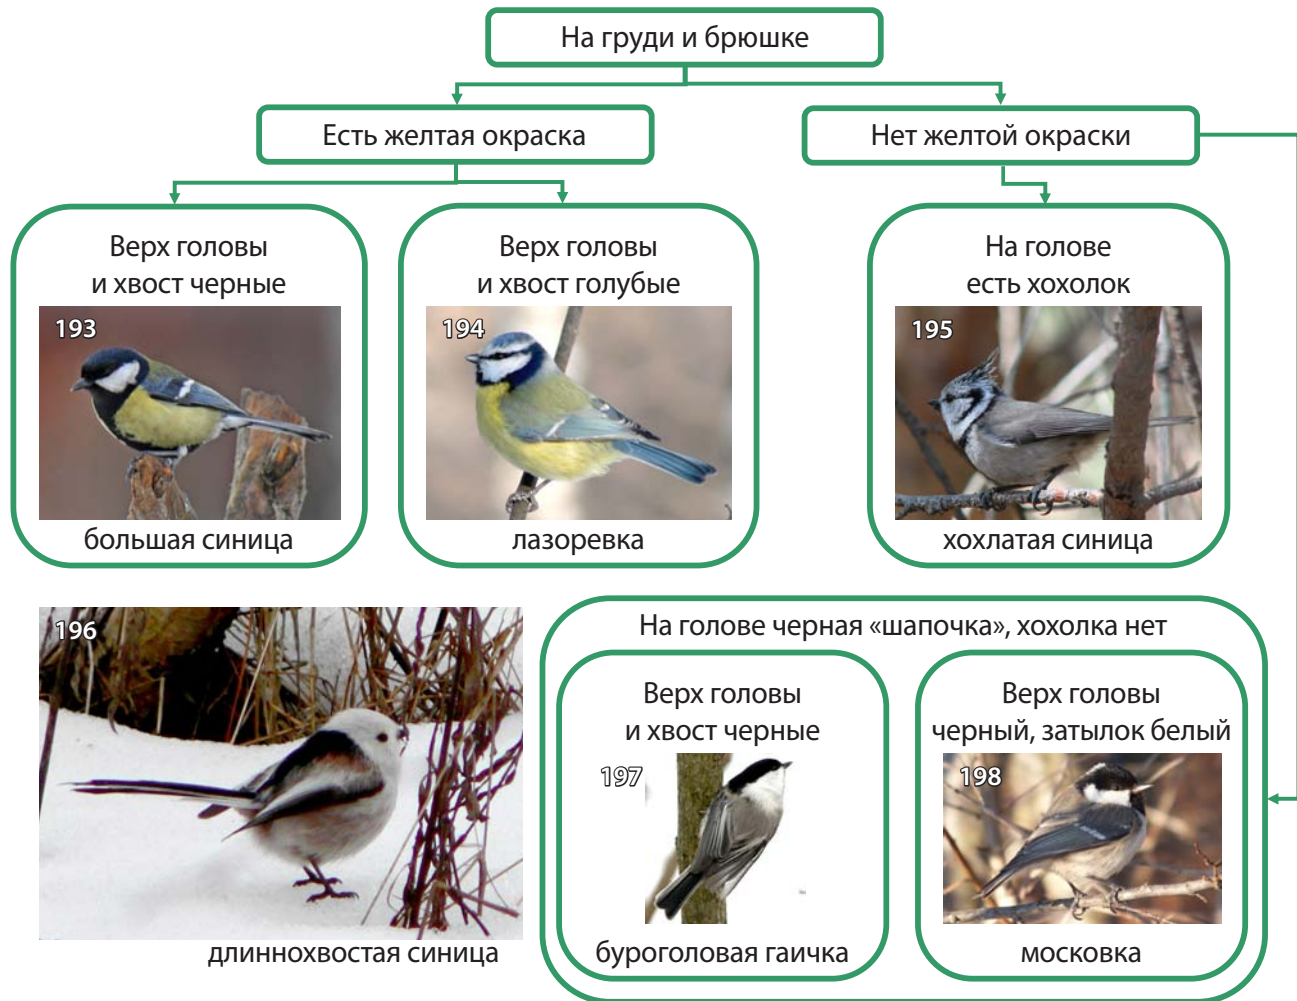 На груди и брюшке
Есть желтая окраска
Нет желтой окраски
Верх головы
и хвост черные
193
большая синица
Верх головы
и хвост голубые
194
лазоревка
На голове
есть хохолок
195
хохлатая синица
196
длиннохвостая синица
На голове черная «шапочка», хохолка нет
Верх головы
и хвост черные
197
буроголовая гаичка
Верх головы
черный, затылок белый
198
московка